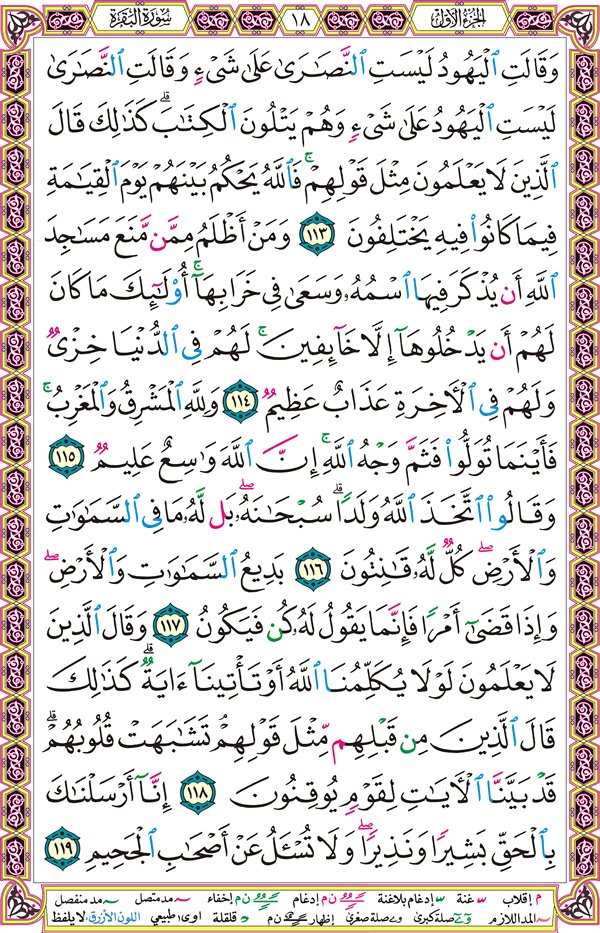 الجزء الأول
١٨
سورة البقرة
وَقَالَتِ ٱلْيَهُودُ لَيْسَتِ ٱلنَّصَٰرَىٰ عَلَىٰ شَىْءٍ وَقَالَتِ ٱلنَّصَٰرَىٰ
لَيْسَتِ ٱلْيَهُودُ عَلَىٰ شَىْءٍ وَهُمْ يَتْلُونَ ٱلْكِتَٰبَ ۗ كَذَٰلِكَ قَالَ
ٱلَّذِينَ لَا يَعْلَمُونَ مِثْلَ قَوْلِهِمْ ۚ فَٱللَّهُ يَحْكُمُ بَيْنَهُمْ يَوْمَ ٱلْقِيَٰمَةِ
فِيمَا كَانُوا۟ فِيهِ يَخْتَلِفُونَ ١١٣ وَمَنْ أَظْلَمُ مِمَّن مَّنَعَ مَسَٰجِدَ
ٱللَّهِ أَن يُذْكَرَ فِيهَا ٱسْمُهُۥ وَسَعَىٰ فِى خَرَابِهَآ ۚ أُو۟لَٰٓئِكَ مَا كَانَ
لَهُمْ أَن يَدْخُلُوهَآ إِلَّا خَآئِفِينَ ۚ لَهُمْ فِى ٱلدُّنْيَا خِزْىٌ
وَلَهُمْ فِى ٱلْءَاخِرَةِ عَذَابٌ عَظِيمٌ ١١٤ وَلِلَّهِ ٱلْمَشْرِقُ وَٱلْمَغْرِبُ ۚ
فَأَيْنَمَا تُوَلُّوا۟ فَثَمَّ وَجْهُ ٱللَّهِ ۚ إِنَّ ٱللَّهَ وَٰسِعٌ عَلِيمٌ ١١٥
وَقَالُوا۟ ٱتَّخَذَ ٱللَّهُ وَلَدًا ۗ سُبْحَٰنَهُۥ ۖ بَل لَّهُۥ مَا فِى ٱلسَّمَٰوَٰتِ
وَٱلْأَرْضِ ۖ كُلٌّ لَّهُۥ قَٰنِتُونَ ١١٦ بَدِيعُ ٱلسَّمَٰوَٰتِ وَٱلْأَرْضِ ۖ
وَإِذَا قَضَىٰٓ أَمْرًا فَإِنَّمَا يَقُولُ لَهُۥ كُن فَيَكُونُ ١١٧ وَقَالَ ٱلَّذِينَ
لَا يَعْلَمُونَ لَوْلَا يُكَلِّمُنَا ٱللَّهُ أَوْ تَأْتِينَآ ءَايَةٌ ۗ كَذَٰلِكَ
قَالَ ٱلَّذِينَ مِن قَبْلِهِم مِّثْلَ قَوْلِهِمْ ۘ تَشَٰبَهَتْ قُلُوبُهُمْ ۗ
قَدْ بَيَّنَّا ٱلْءَايَٰتِ لِقَوْمٍ يُوقِنُونَ ١١٨ إِنَّآ أَرْسَلْنَٰكَ
بِٱلْحَقِّ بَشِيرًا وَنَذِيرًا ۖ وَلَا تُسْـَٔلُ عَنْ أَصْحَٰبِ ٱلْجَحِيمِ ١١٩
م إقلاب س غنة إدغام بلاغنة ن م إدغام ن م إخفاء مد متصل مد منفصل
المد اللازم صلة كبرى صلة صغرى إظهار ن م قلقلة اوى طبيعي اللون الأزرق لا يلفظ